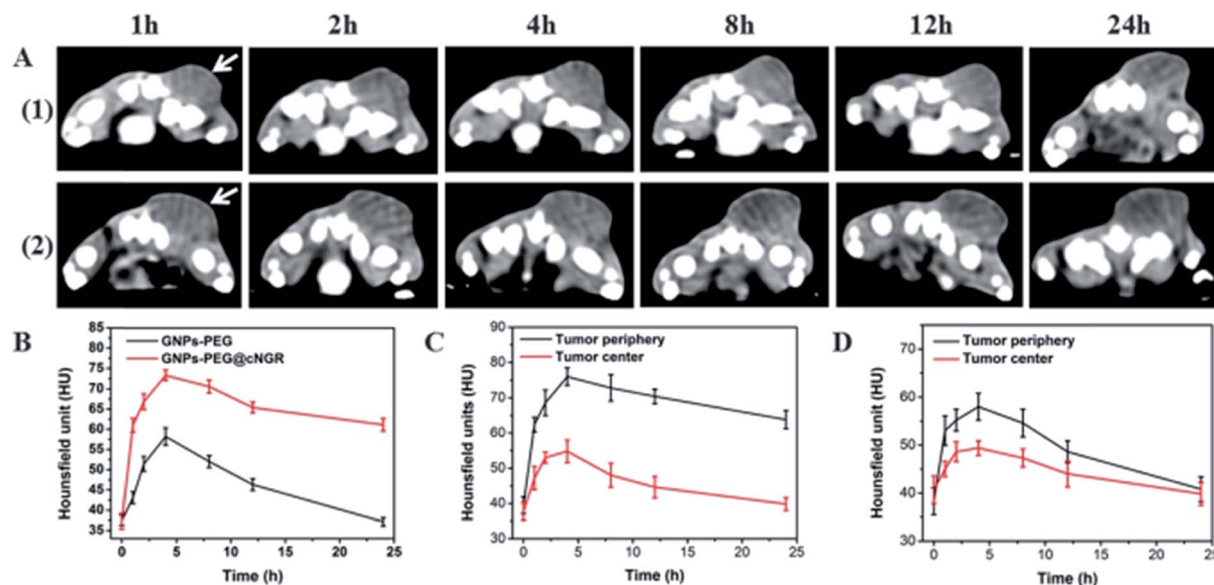 1h 2h 4h 8h 12h 24h
A
(1)
(2)
B
Hounsfield unit (HU)
85
80
75
70
65
60
55
50
45
40
35
GNPs-PEG
GNPs-PEG@cNGR
0 5 10 15 20 25
Time (h)
C
Hounsfield units (HU)
90
80
70
60
50
40
30
Tumor periphery
Tumor center
0 5 10 15 20 25
Time (h)
D
Hounsfield unit (HU)
70
60
50
40
30
Tumor periphery
Tumor center
0 5 10 15 20 25
Time (h)